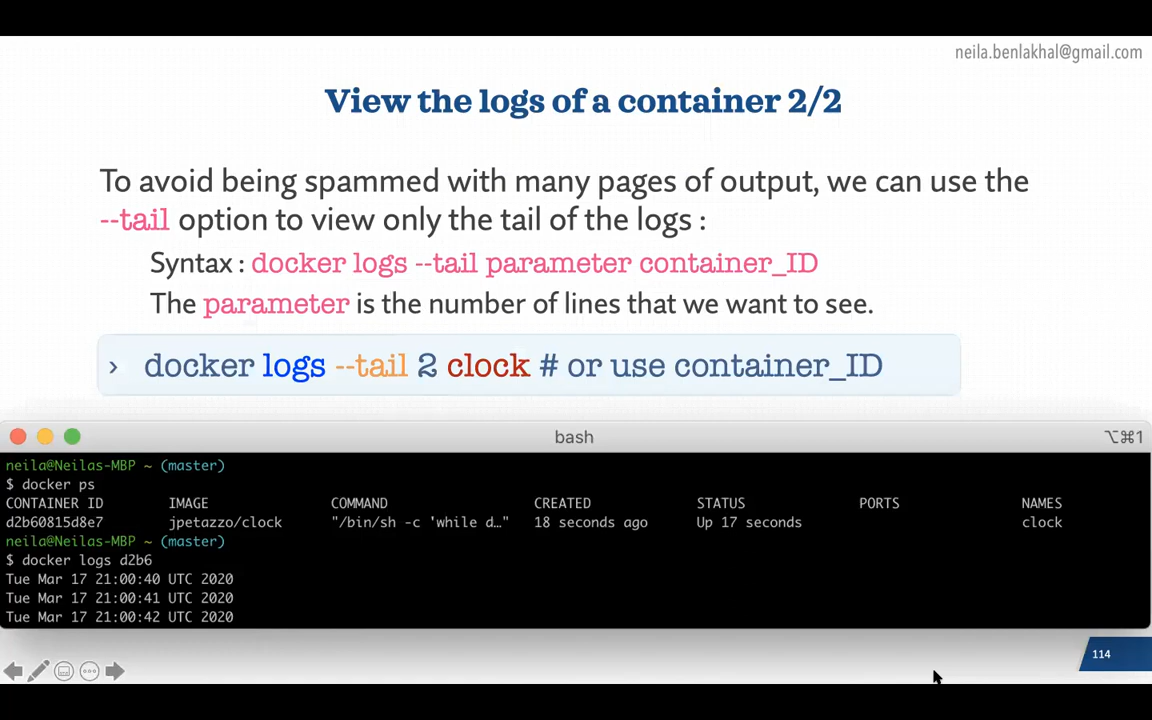 neila.benlakhal@gmail.com
View the logs of a container 2/2
To avoid being spammed with many pages of output, we can use the
--tail option to view only the tail of the logs :
Syntax : docker logs --tail parameter container_ID
The parameter is the number of lines that we want to see.
› docker logs --tail 2 clock # or use container_ID
bash ⌥⌘1
neila@Neilas-MBP ~ (master)
$ docker ps
CONTAINER ID IMAGE COMMAND CREATED STATUS PORTS NAMES
d2b60815d8e7 jpetazzo/clock "/bin/sh -c 'while d…" 18 seconds ago Up 17 seconds clock
neila@Neilas-MBP ~ (master)
$ docker logs d2b6
Tue Mar 17 21:00:40 UTC 2020
Tue Mar 17 21:00:41 UTC 2020
Tue Mar 17 21:00:42 UTC 2020
114